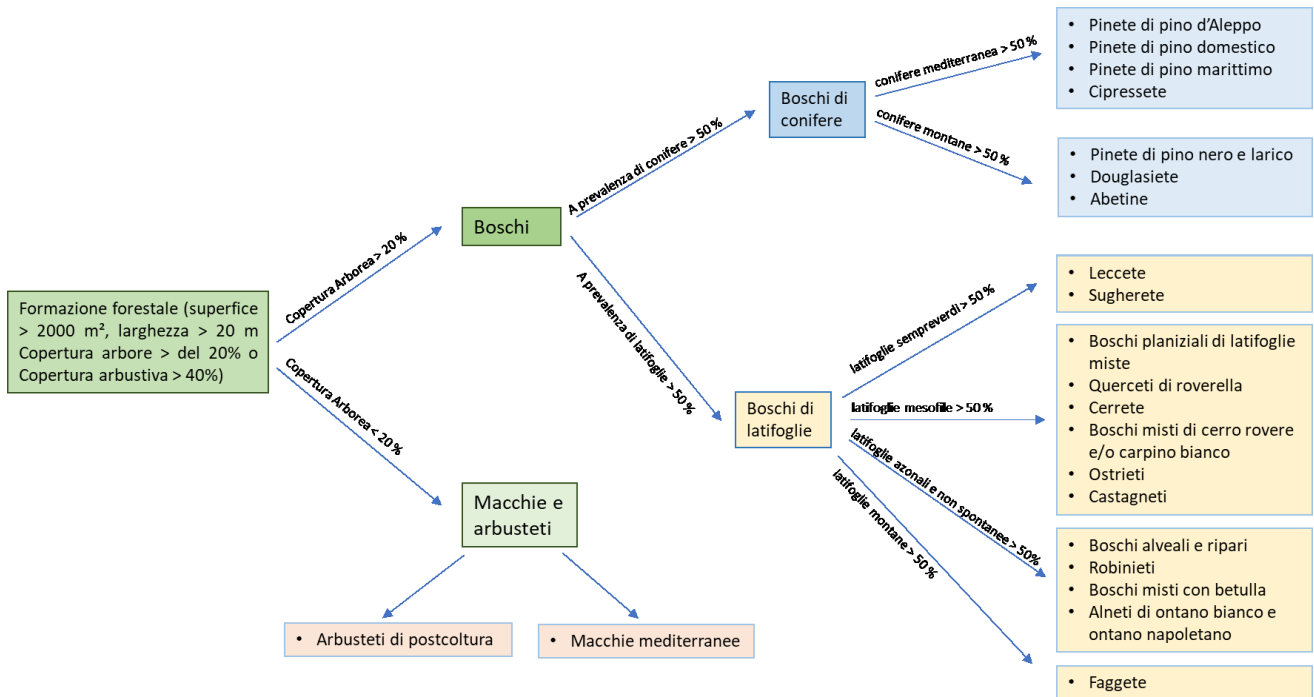 Formazione forestale (superfice
> 2000 m², larghezza > 20 m
Copertura arbore > del 20% o
Copertura arbustiva > 40%)
Copertura Arborea > 20 %
Copertura Arborea < 20 %
Boschi
Macchie e
arbusteti
• Arbusteti di postcoltura
• Macchie mediterranee
A prevalenza di conifere > 50 %
A prevalenza di latifoglie > 50 %
Boschi di
conifere
conifere mediterranea > 50 %
conifere montane > 50 %
• Pinete di pino d’Aleppo
• Pinete di pino domestico
• Pinete di pino marittimo
• Cipressete
• Pinete di pino nero e larico
• Douglasiete
• Abetine
Boschi di
latifoglie
latifoglie sempreverdi > 50 %
latifoglie mesofile > 50 %
latifoglie azonali e non spontanee > 50%
latifoglie montane > 50 %
• Leccete
• Sugherete
• Boschi planiziali di latifoglie
miste
• Querceti di roverella
• Cerrete
• Boschi misti di cerro rovere
e/o carpino bianco
• Ostrieti
• Castagneti
• Boschi alveali e ripari
• Robinieti
• Boschi misti con betulla
• Alneti di ontano bianco e
ontano napoletano
• Faggete